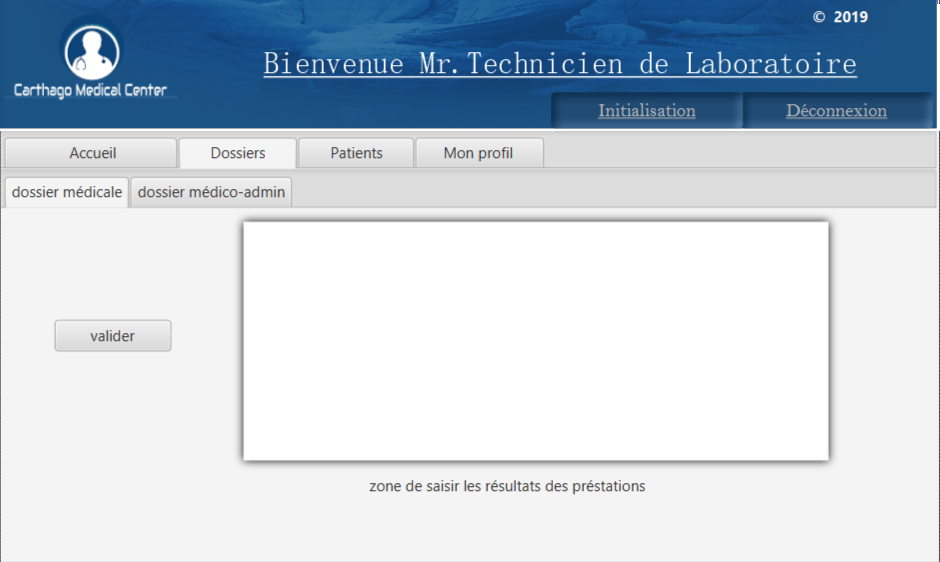 © 2019
Bienvenue Mr.Technicien de Laboratoire
Carthago Medical Center
Initialisation Déconnexion
Accueil Dossiers Patients Mon profil
dossier médicale dossier médico-admin
valider
zone de saisir les résultats des préstations